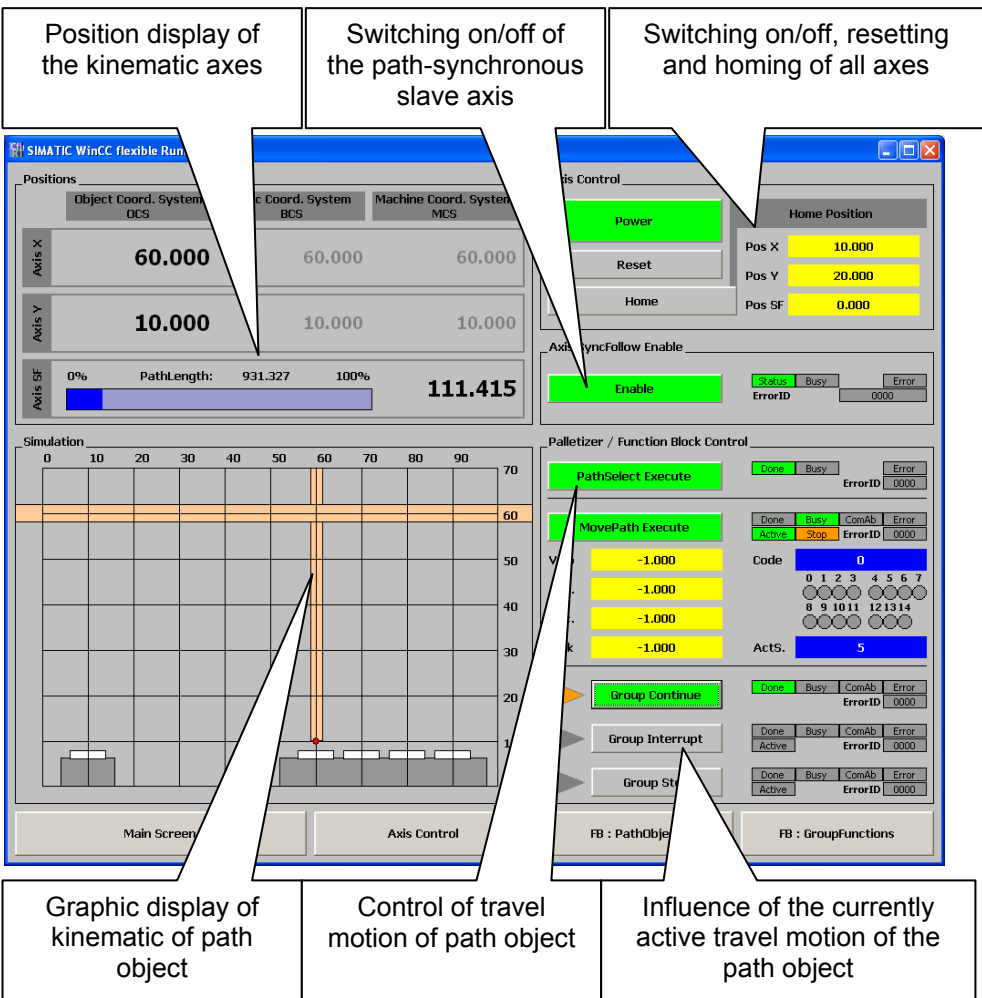 Position display of
the kinematic axes
Switching on/off of
the path-synchronous
slave axis
Switching on/off, resetting
and homing of all axes
SIMATIC WinCC flexible Run
Positions
Object Coord. System
OCS
c Coord. System
BCS
Machine Coord. System
MCS
Axis X
60.000
60.000
60.000
Axis Y
10.000
10.000
10.000
Axis SF
0%
PathLength:
931.327
100%
111.415
xis Control
Power
Reset
Home
Home Position
Pos X
10.000
Pos Y
20.000
Pos SF
0.000
Axis SyncFollow Enable
Enable
Status Busy Error
ErrorID 0000
Simulation
0 10 20 30 40 50 60 70 80 90
70
60
50
40
30
20
1
Palletizer / Function Block Control
PathSelect Execute
Done Busy Error
ErrorID 0000
MovePath Execute
Done Busy ComAb Error
Active Stop ErrorID 0000
-1.000
Code 0
0 1 2 3 4 5 6 7
-1.000
8 9 10 11 12 13 14
-1.000
k -1.000
ActS. 5
Group Continue
Done Busy ComAb Error
ErrorID 0000
Group Interrupt
Done Busy ComAb Error
Active ErrorID 0000
Group Sto
Done Busy ComAb Error
Active ErrorID 0000
Main Screen
Axis Control
FB : PathObje
FB : GroupFunctions
Graphic display of
kinematic of path
object
Control of travel
motion of path object
Influence of the currently
active travel motion of the
path object